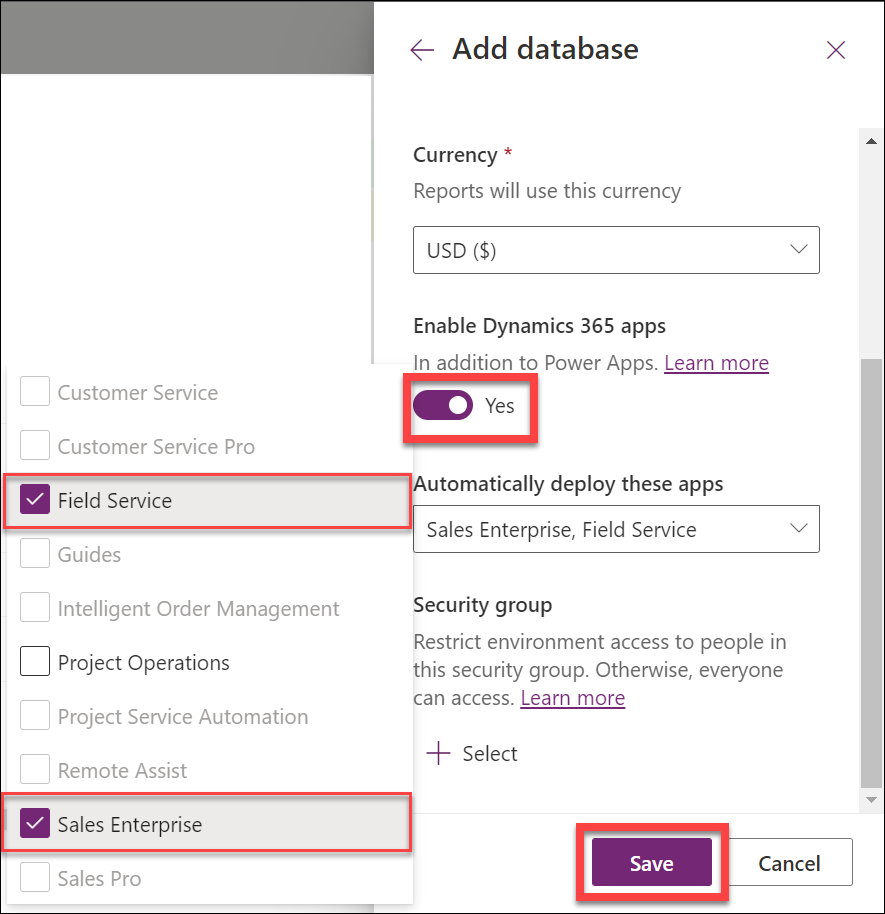 Add database
Currency *
Reports will use this currency
USD ($)
Enable Dynamics 365 apps
In addition to Power Apps. Learn more
Yes
Automatically deploy these apps
Sales Enterprise, Field Service
Security group
Restrict environment access to people in
this security group. Otherwise, everyone
can access. Learn more
Select
Save
Cancel
Customer Service
Customer Service Pro
Field Service
Guides
Intelligent Order Management
Project Operations
Project Service Automation
Remote Assist
Sales Enterprise
Sales Pro